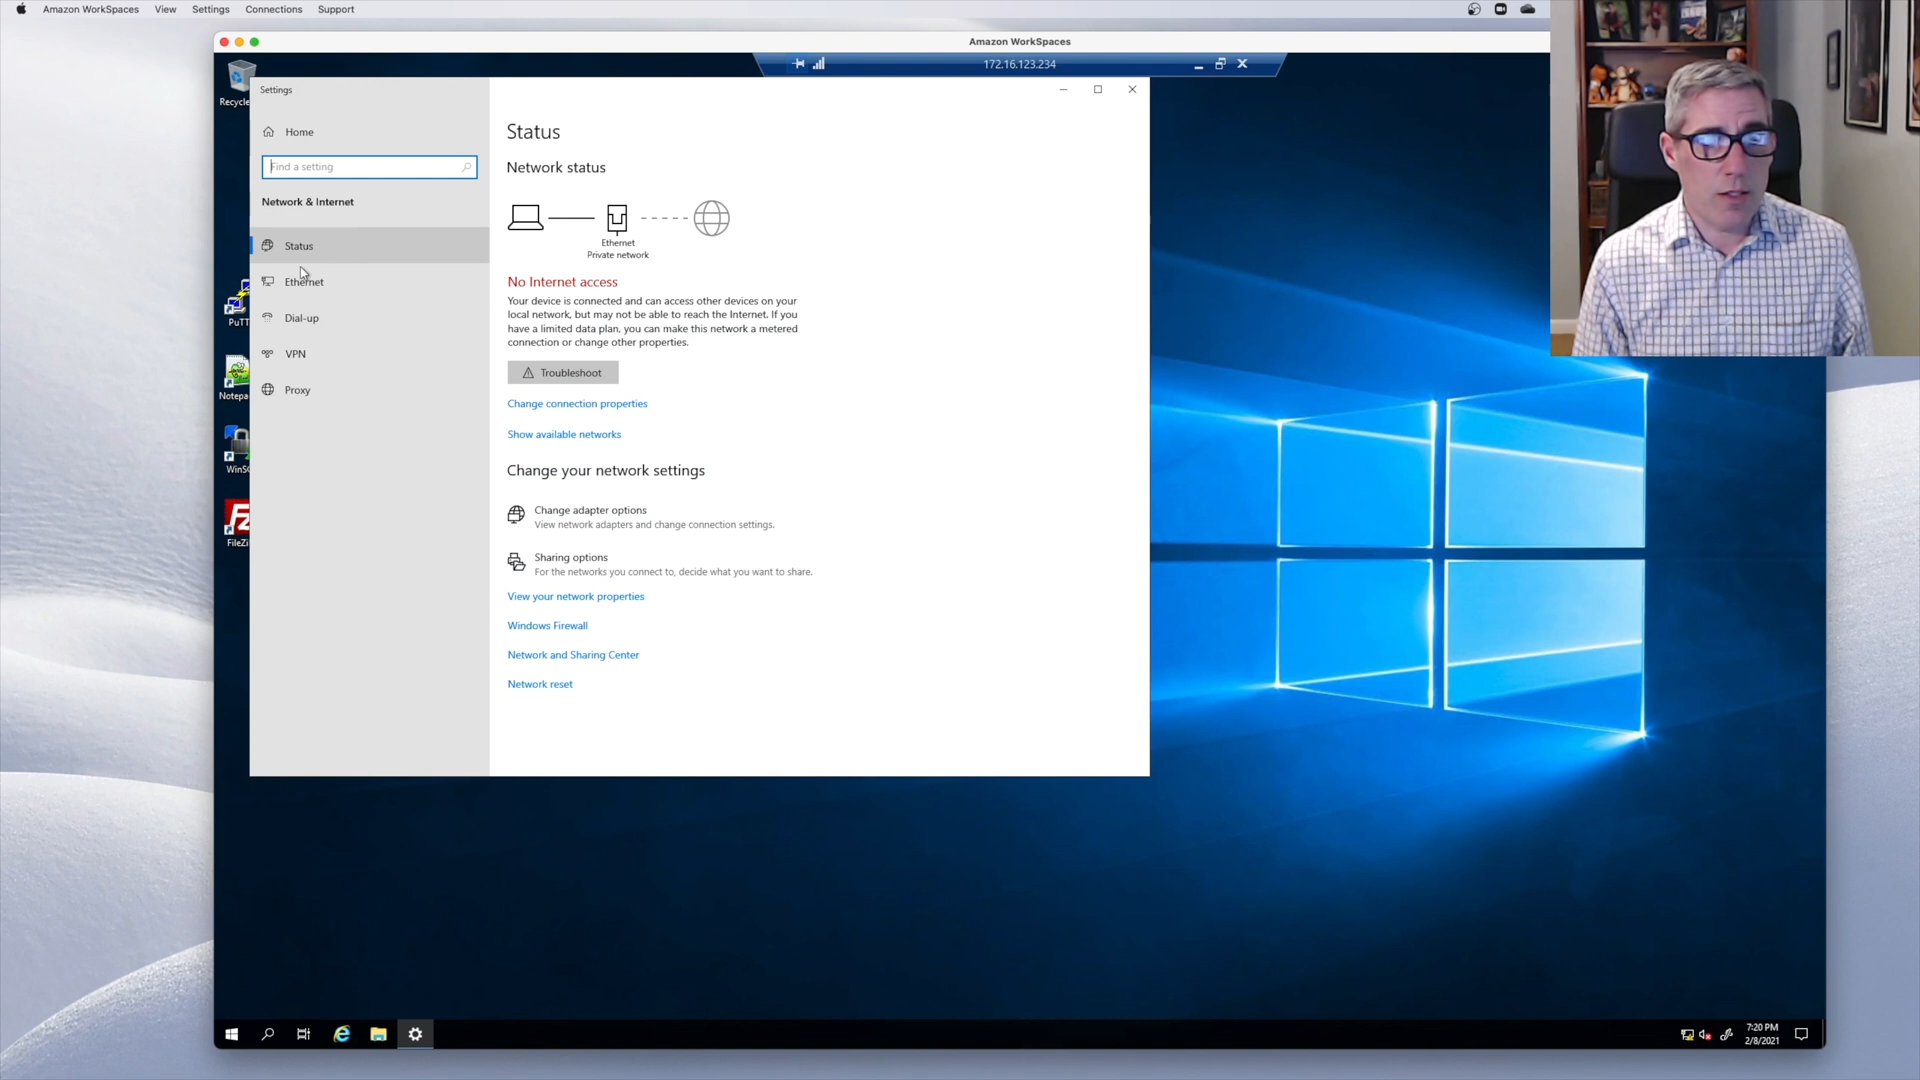 Amazon WorkSpaces View Settings Connections Support
Amazon WorkSpaces
172.16.123.234
Recycle
Settings
Home
Find a setting
Network & Internet
Status
Ethernet
Dial-up
VPN
Proxy
PuTT
Notepa
WinSC
FileZi
Status
Network status
Ethernet
Private network
No Internet access
Your device is connected and can access other devices on your
local network, but may not be able to reach the Internet. If you
have a limited data plan, you can make this network a metered
connection or change other properties.
Troubleshoot
Change connection properties
Show available networks
Change your network settings
Change adapter options
View network adapters and change connection settings.
Sharing options
For the networks you connect to, decide what you want to share.
View your network properties
Windows Firewall
Network and Sharing Center
Network reset
7:20 PM
2/8/2021